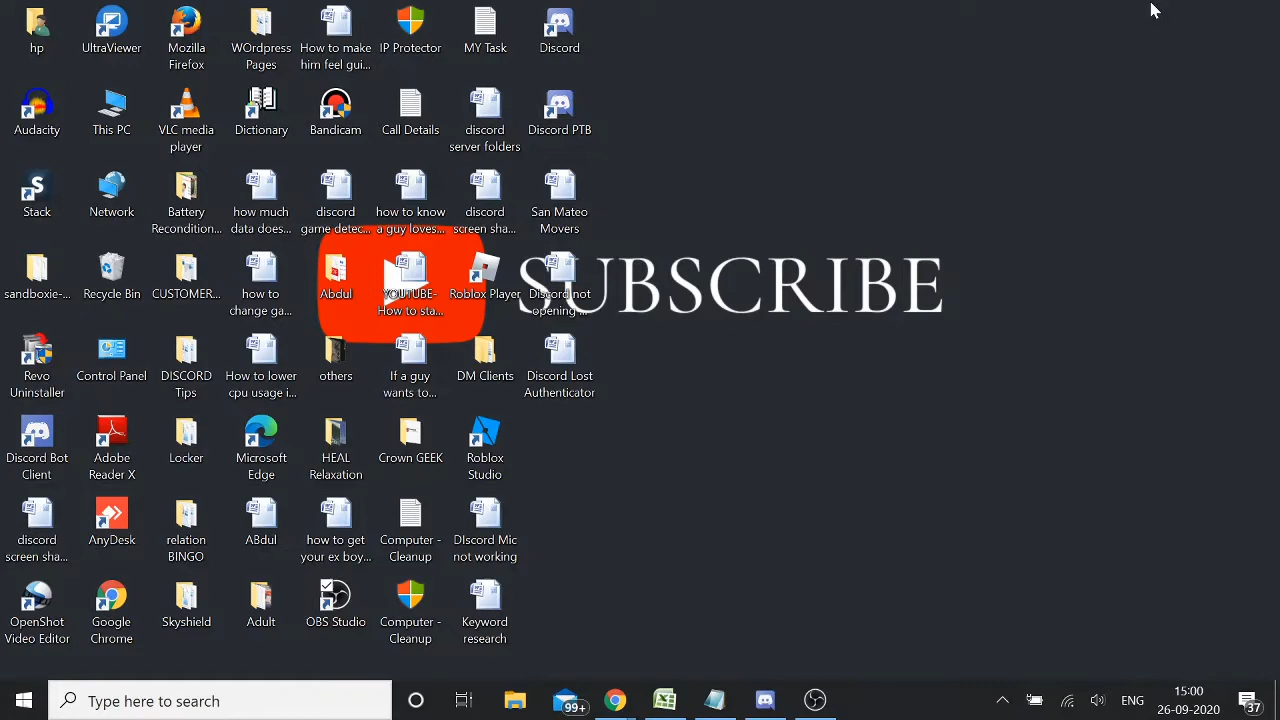 hp
UltraViewer
Mozilla
Firefox
WOrdpress
Pages
How to make
him feel gui...
IP Protector
MY Task
Discord
Audacity
This PC
VLC media
player
Dictionary
Bandicam
Call Details
discord
server folders
Discord PTB
Stack
Network
Battery
Recondition...
how much
data does...
discord
game detec...
how to know
a guy loves...
discord
screen sha...
San Mateo
Movers
sandboxie-...
Recycle Bin
CUSTOMER...
how to
change ga...
Abdul
YOUTUBE-
How to sta...
Roblox Player
Discord not
opening ...
SUBSCRIBE
Revo
Uninstaller
Control Panel
DISCORD
Tips
How to lower
cpu usage i...
others
If a guy
wants to...
DM Clients
Discord Lost
Authenticator
Discord Bot
Client
Adobe
Reader X
Locker
Microsoft
Edge
HEAL
Relaxation
Crown GEEK
Roblox
Studio
discord
screen sha...
AnyDesk
relation
BINGO
ABdul
how to get
your ex boy...
Computer -
Cleanup
DIscord Mic
not working
OpenShot
Video Editor
Google
Chrome
Skyshield
Adult
OBS Studio
Computer -
Cleanup
Keyword
research
Type here to search
99+
ENG
15:00
26-09-2020
37